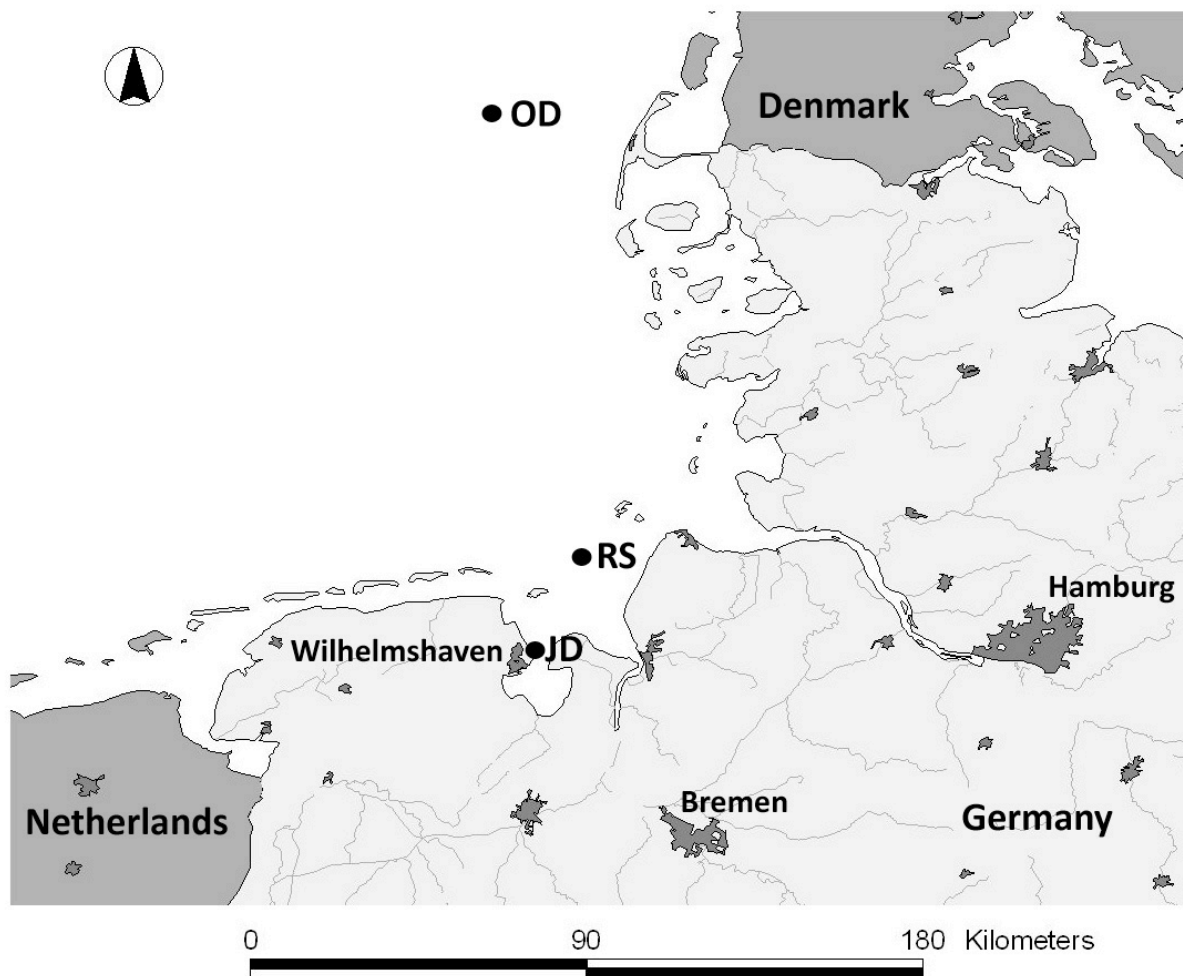 OD
Denmark
RS
Hamburg
Wilhelmshaven
JD
Bremen
Netherlands
Germany
0 90 180 Kilometers